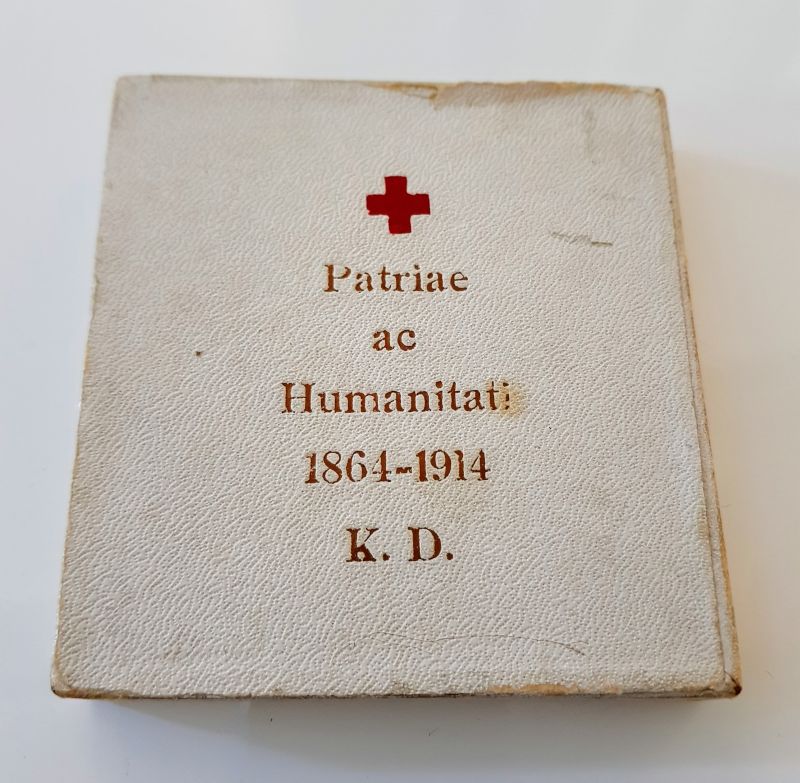 Patriae
ac
Humanitati
1864-1914
K. D.